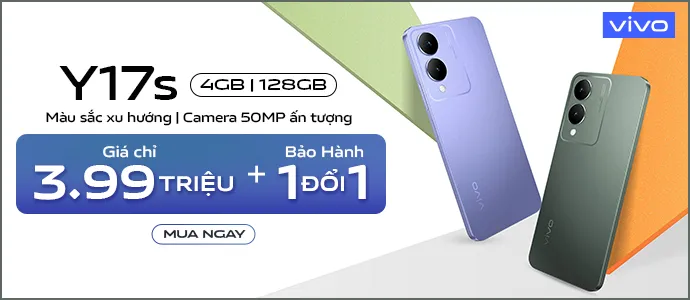 vivo
Y17s 4GB | 128GB
Màu sắc xu hướng | Camera 50MP ấn tượng
Giá chỉ
3.99 TRIỆU
+
Bảo Hành
1 ĐỔI 1
MUA NGAY
vivo
vivo